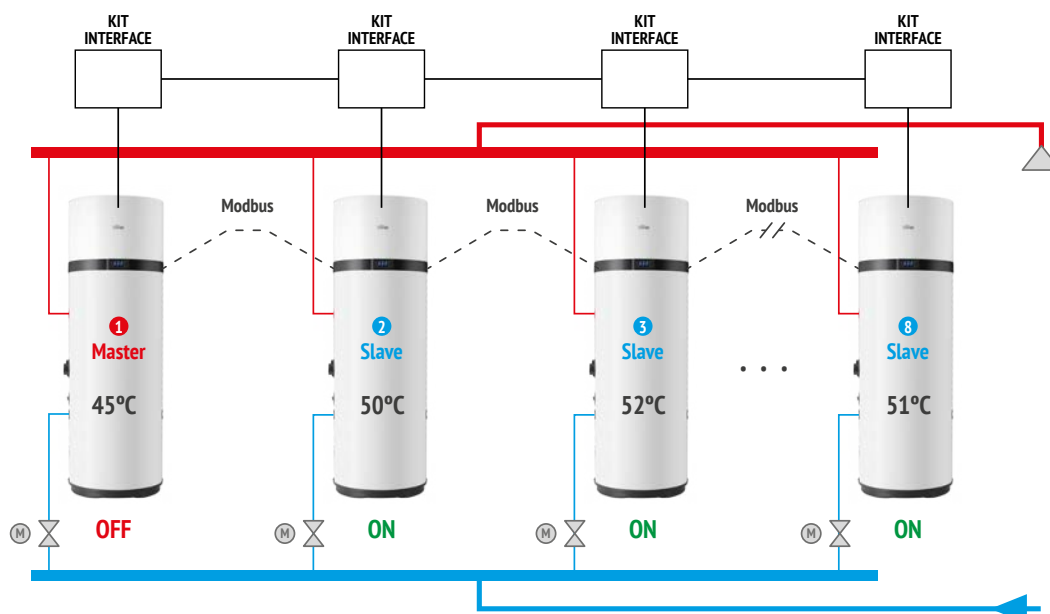 KIT
INTERFACE
KIT
INTERFACE
KIT
INTERFACE
KIT
INTERFACE
Modbus
Modbus
Modbus
1
Master
45ºC
2
Slave
50ºC
3
Slave
52ºC
• • •
8
Slave
51ºC
M
OFF
M
ON
M
ON
M
ON